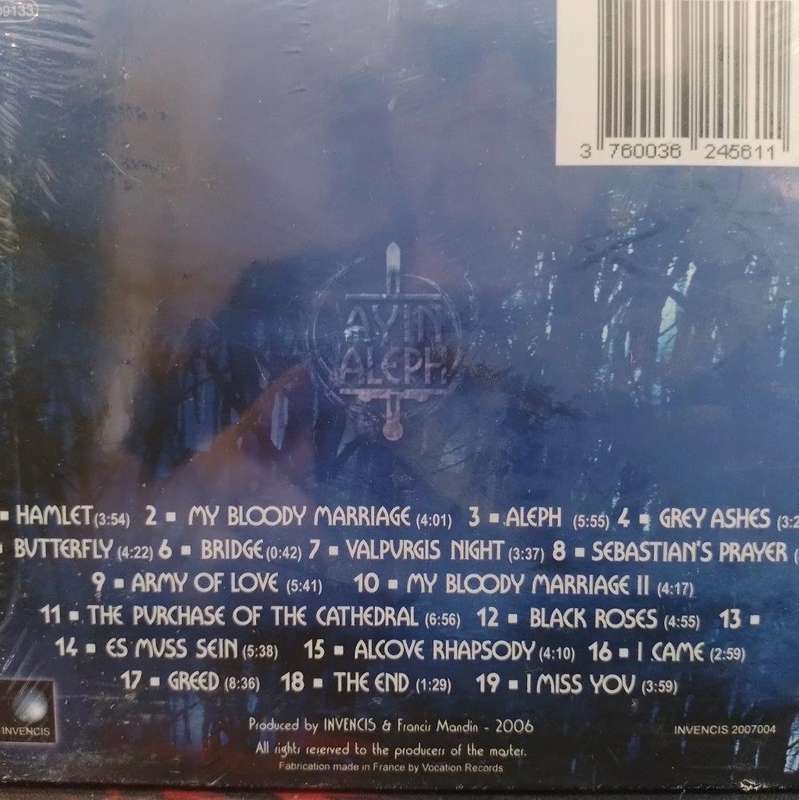 09133
3 760036 245611
AYIN
ALEPH
▪ HAMLET (3:54) 2 ▪ MY BLOODY MARRIAGE (4:01) 3 ▪ ALEPH (5:55) 4 ▪ GREY ASHES (3:2
▪ BUTTERFLY (4:22) 6 ▪ BRIDGE (0:42) 7 ▪ VALPURGIS NIGHT (3:37) 8 ▪ SEBASTIAN'S PRAYER (
9 ▪ ARMY OF LOVE (5:41) 10 ▪ MY BLOODY MARRIAGE II (4:17)
11 ▪ THE PURCHASE OF THE CATHEDRAL (6:56) 12 ▪ BLACK ROSES (4:55) 13 ▪
14 ▪ ES MUSS SEIN (5:38) 15 ▪ ALCOVE RHAPSODY (4:10) 16 ▪ I CAME (2:59)
17 ▪ GREED (8:36) 18 ▪ THE END (1:29) 19 ▪ I MISS YOU (3:59)
Produced by INVENCIS & Francis Mandin - 2006
INVENCIS
INVENCIS 2007004
All rights reserved to the producers of the master.
Fabrication made in France by Vocation Records